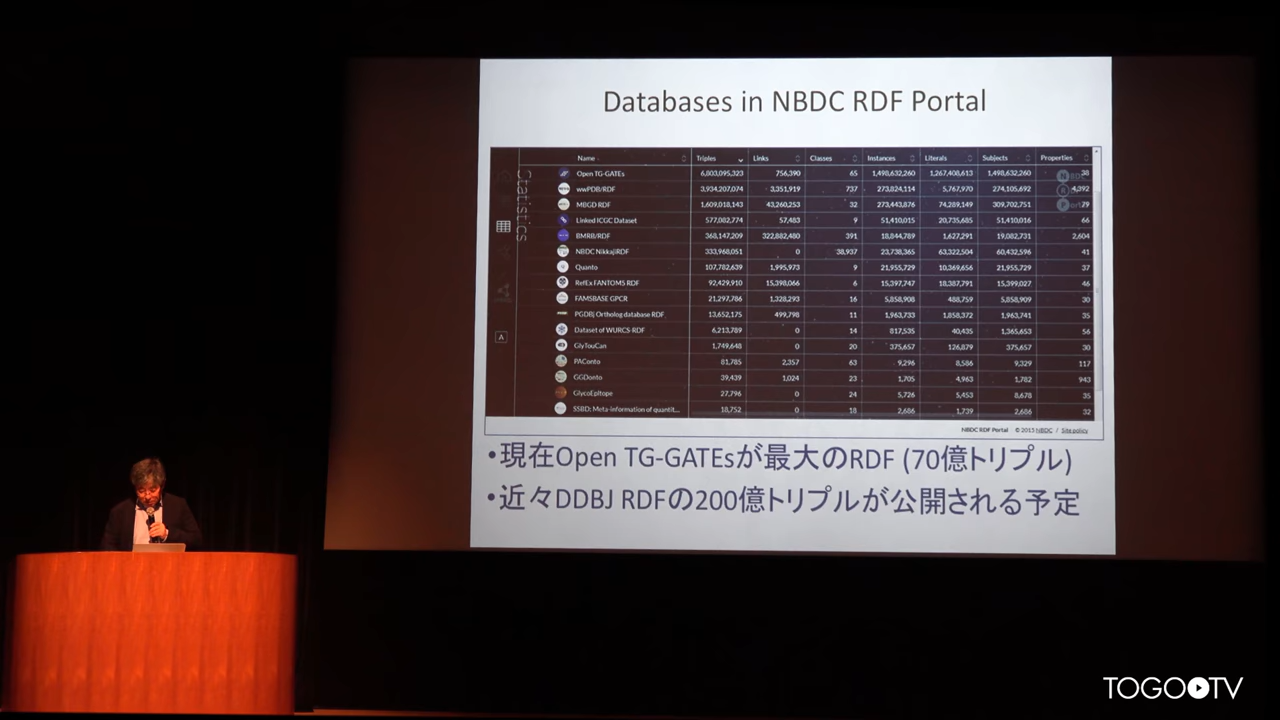 Databases in NBDC RDF Portal
Name Triples Links Classes Instances Literals Subjects Properties
Statistics
Open TG-GATEs 6,803,095,323 756,390 65 1,498,632,260 1,267,408,613 1,498,632,260 38
wwPDB/RDF 3,934,207,074 3,351,919 737 273,824,114 5,767,970 274,105,692 4,392
MBGD RDF 1,609,018,143 43,260,253 32 273,443,876 74,289,149 309,702,751 79
Linked ICGC Dataset 577,082,774 57,483 9 51,410,015 20,735,685 51,410,016 66
BMRB/RDF 368,147,209 322,882,480 391 18,844,789 1,627,291 19,082,731 2,604
NBDC NikkajiRDF 333,968,051 0 38,937 23,738,365 63,322,504 60,432,596 41
Quanto 107,782,639 1,995,973 9 21,955,729 10,369,656 21,955,729 37
RefEx FANTOM5 RDF 92,429,910 15,398,066 6 15,397,747 18,387,791 15,399,027 46
FAMSBASE GPCR 21,297,786 1,328,293 16 5,858,908 488,759 5,858,909 30
PGDBj Ortholog database RDF 13,652,175 499,798 11 1,963,733 1,858,372 1,963,741 35
Dataset of WURCS-RDF 6,213,789 0 14 817,535 40,435 1,365,653 56
GlyTouCan 1,749,648 0 20 375,657 126,879 375,657 30
PAConto 81,785 2,357 63 9,296 8,586 9,329 117
GGDonto 39,439 1,024 23 1,705 4,963 1,782 943
GlycoEpitope 27,796 0 24 5,726 5,453 8,678 35
SSBD: Meta-information of quantit... 18,752 0 18 2,686 1,739 2,686 32
A
NBDC RDF Portal © 2015 NBDC / Site policy
•現在Open TG-GATEsが最大のRDF (70億トリプル)
•近々DDBJ RDFの200億トリプルが公開される予定
TOGO TV